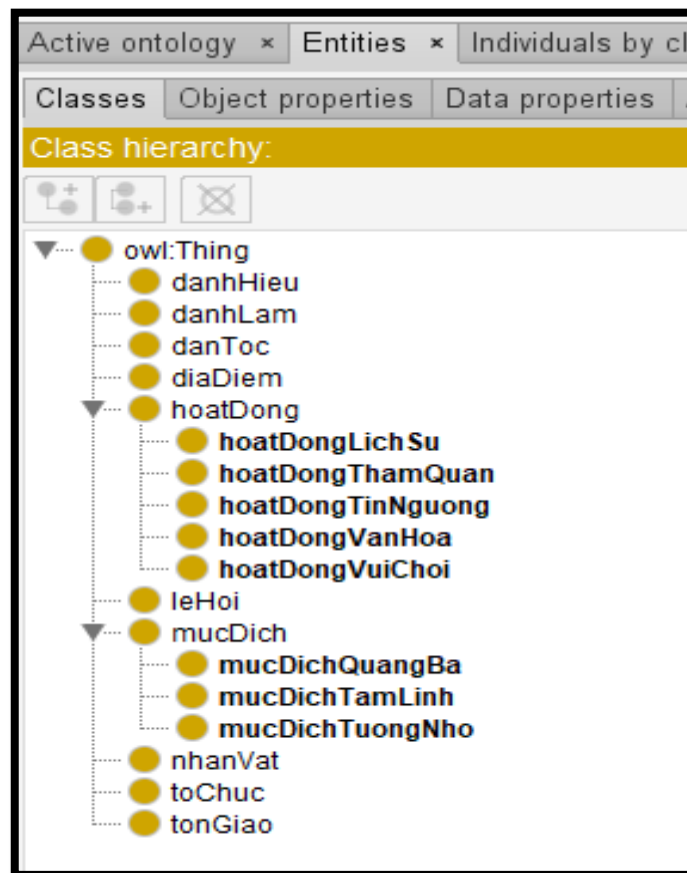 Active ontology × Entities × Individuals by cl
Classes Object properties Data properties
Class hierarchy:
owl:Thing
danhHieu
danhLam
danToc
diaDiem
hoatDong
hoatDongLichSu
hoatDongThamQuan
hoatDongTinNguong
hoatDongVanHoa
hoatDongVuiChoi
leHoi
mucDich
mucDichQuangBa
mucDichTamLinh
mucDichTuongNho
nhanVat
toChuc
tonGiao